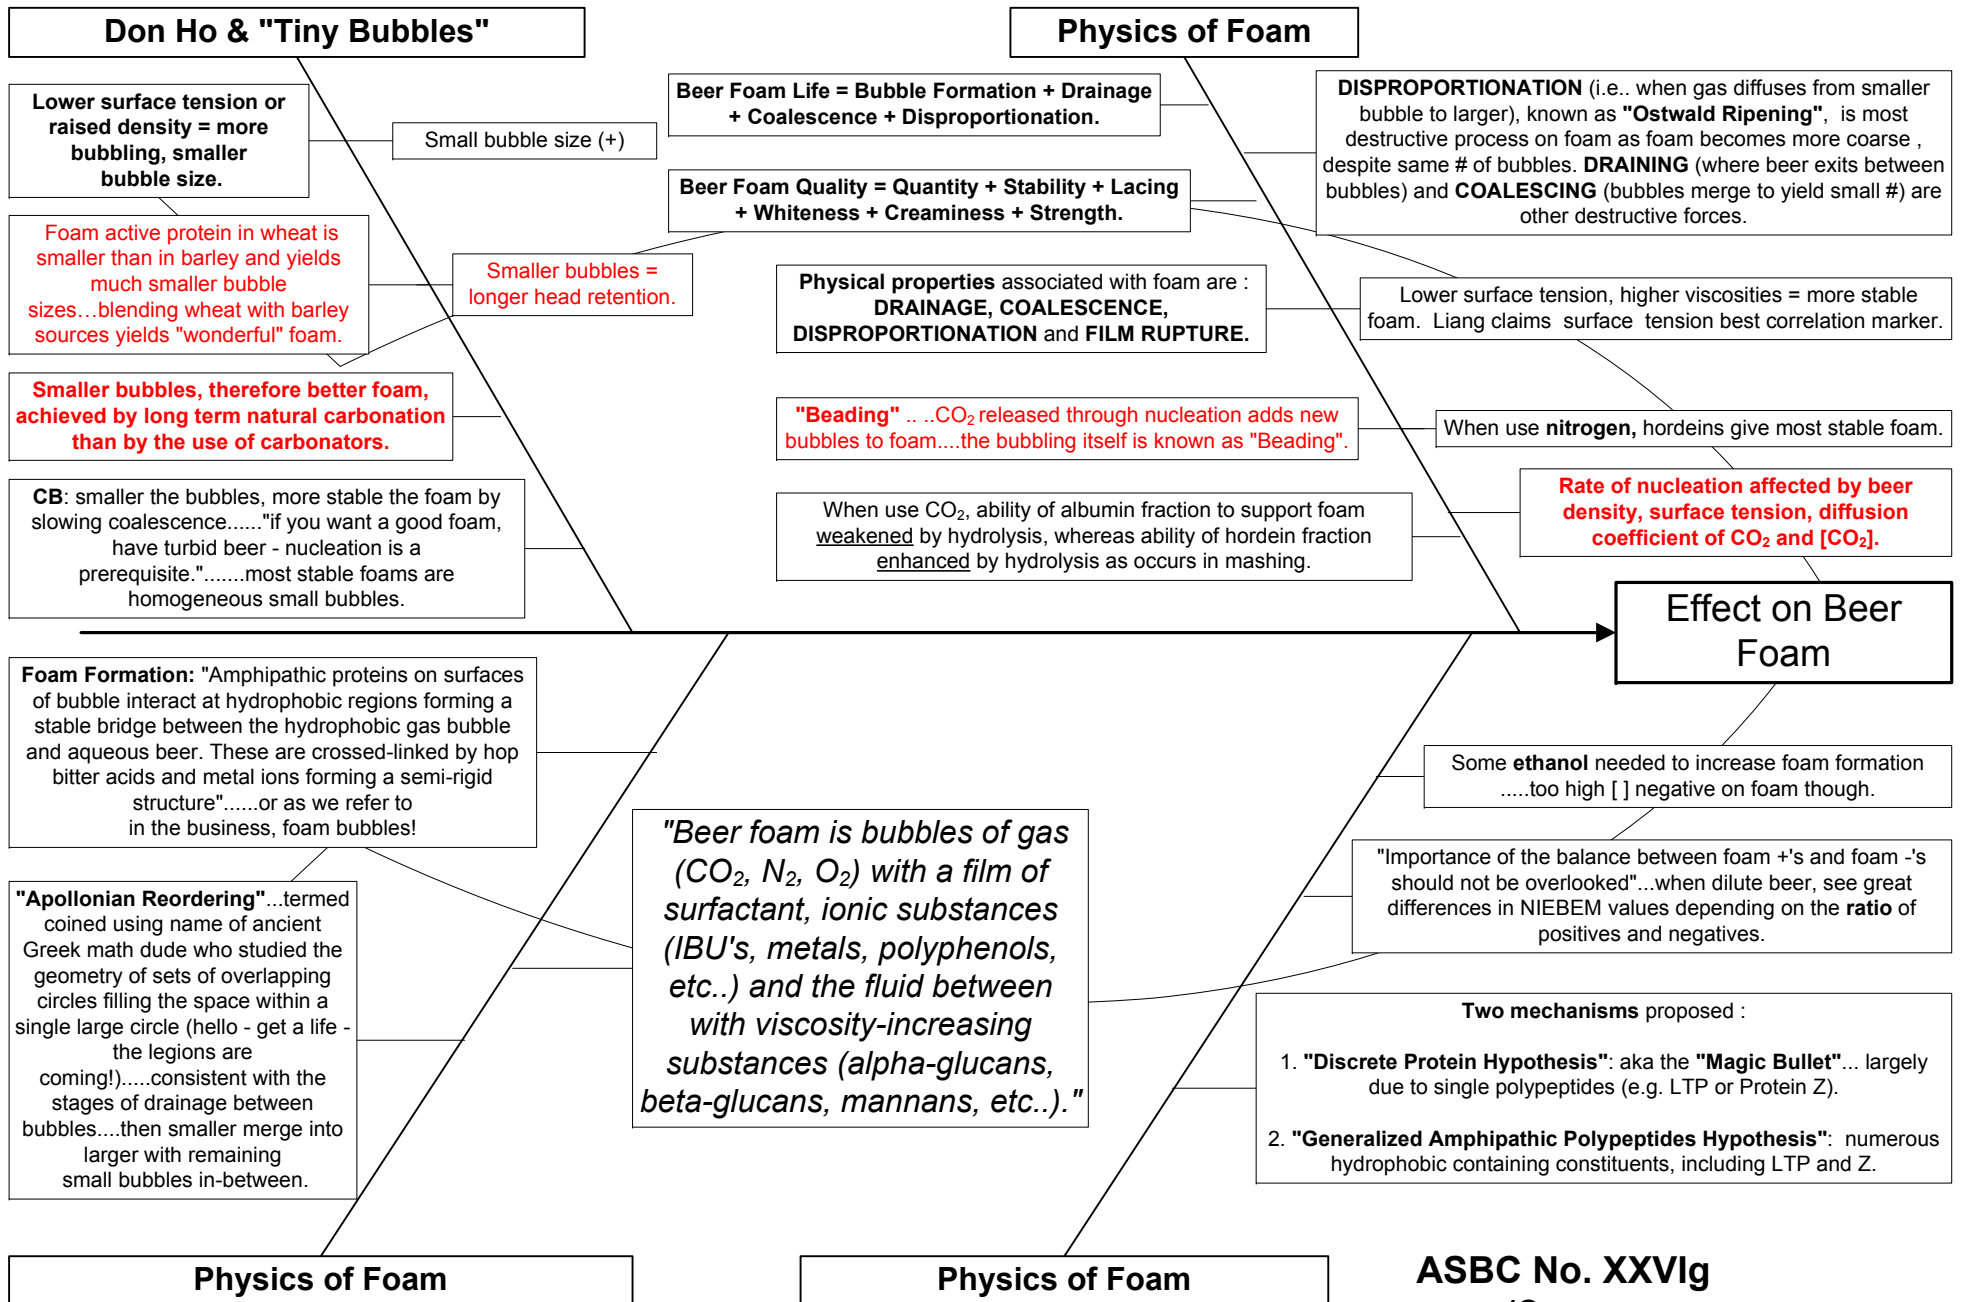 Don Ho & "Tiny Bubbles"
Lower surface tension or
raised density = more
bubbling, smaller
bubble size.
Small bubble size (+)
Foam active protein in wheat is
smaller than in barley and yields
much smaller bubble
sizes…blending wheat with barley
sources yields "wonderful" foam.
Smaller bubbles =
longer head retention.
Smaller bubbles, therefore better foam,
achieved by long term natural carbonation
than by the use of carbonators.
CB: smaller the bubbles, more stable the foam by
slowing coalescence......"if you want a good foam,
have turbid beer - nucleation is a
prerequisite.".......most stable foams are
homogeneous small bubbles.
Physics of Foam
Beer Foam Life = Bubble Formation + Drainage
+ Coalescence + Disproportionation.
Beer Foam Quality = Quantity + Stability + Lacing
+ Whiteness + Creaminess + Strength.
Physical properties associated with foam are :
DRAINAGE, COALESCENCE,
DISPROPORTIONATION and FILM RUPTURE.
"Beading" .. ..CO₂ released through nucleation adds new
bubbles to foam....the bubbling itself is known as "Beading".
When use CO₂, ability of albumin fraction to support foam
weakened by hydrolysis, whereas ability of hordein fraction
enhanced by hydrolysis as occurs in mashing.
DISPROPORTIONATION (i.e.. when gas diffuses from smaller
bubble to larger), known as "Ostwald Ripening", is most
destructive process on foam as foam becomes more coarse ,
despite same # of bubbles. DRAINING (where beer exits between
bubbles) and COALESCING (bubbles merge to yield small #) are
other destructive forces.
Lower surface tension, higher viscosities = more stable
foam. Liang claims surface tension best correlation marker.
When use nitrogen, hordeins give most stable foam.
Rate of nucleation affected by beer
density, surface tension, diffusion
coefficient of CO₂ and [CO₂].
Effect on Beer
Foam
Foam Formation: "Amphipathic proteins on surfaces
of bubble interact at hydrophobic regions forming a
stable bridge between the hydrophobic gas bubble
and aqueous beer. These are crossed-linked by hop
bitter acids and metal ions forming a semi-rigid
structure"......or as we refer to
in the business, foam bubbles!
"Apollonian Reordering"...termed
coined using name of ancient
Greek math dude who studied the
geometry of sets of overlapping
circles filling the space within a
single large circle (hello - get a life -
the legions are
coming!).....consistent with the
stages of drainage between
bubbles....then smaller merge into
larger with remaining
small bubbles in-between.
"Beer foam is bubbles of gas
(CO₂, N₂, O₂) with a film of
surfactant, ionic substances
(IBU's, metals, polyphenols,
etc..) and the fluid between
with viscosity-increasing
substances (alpha-glucans,
beta-glucans, mannans, etc..)."
Some ethanol needed to increase foam formation
.....too high [ ] negative on foam though.
"Importance of the balance between foam +'s and foam -'s
should not be overlooked"...when dilute beer, see great
differences in NIEBEM values depending on the ratio of
positives and negatives.
Two mechanisms proposed :
1. "Discrete Protein Hypothesis": aka the "Magic Bullet"... largely
due to single polypeptides (e.g. LTP or Protein Z).
2. "Generalized Amphipathic Polypeptides Hypothesis": numerous
hydrophobic containing constituents, including LTP and Z.
Physics of Foam
Physics of Foam
ASBC No. XXVIg